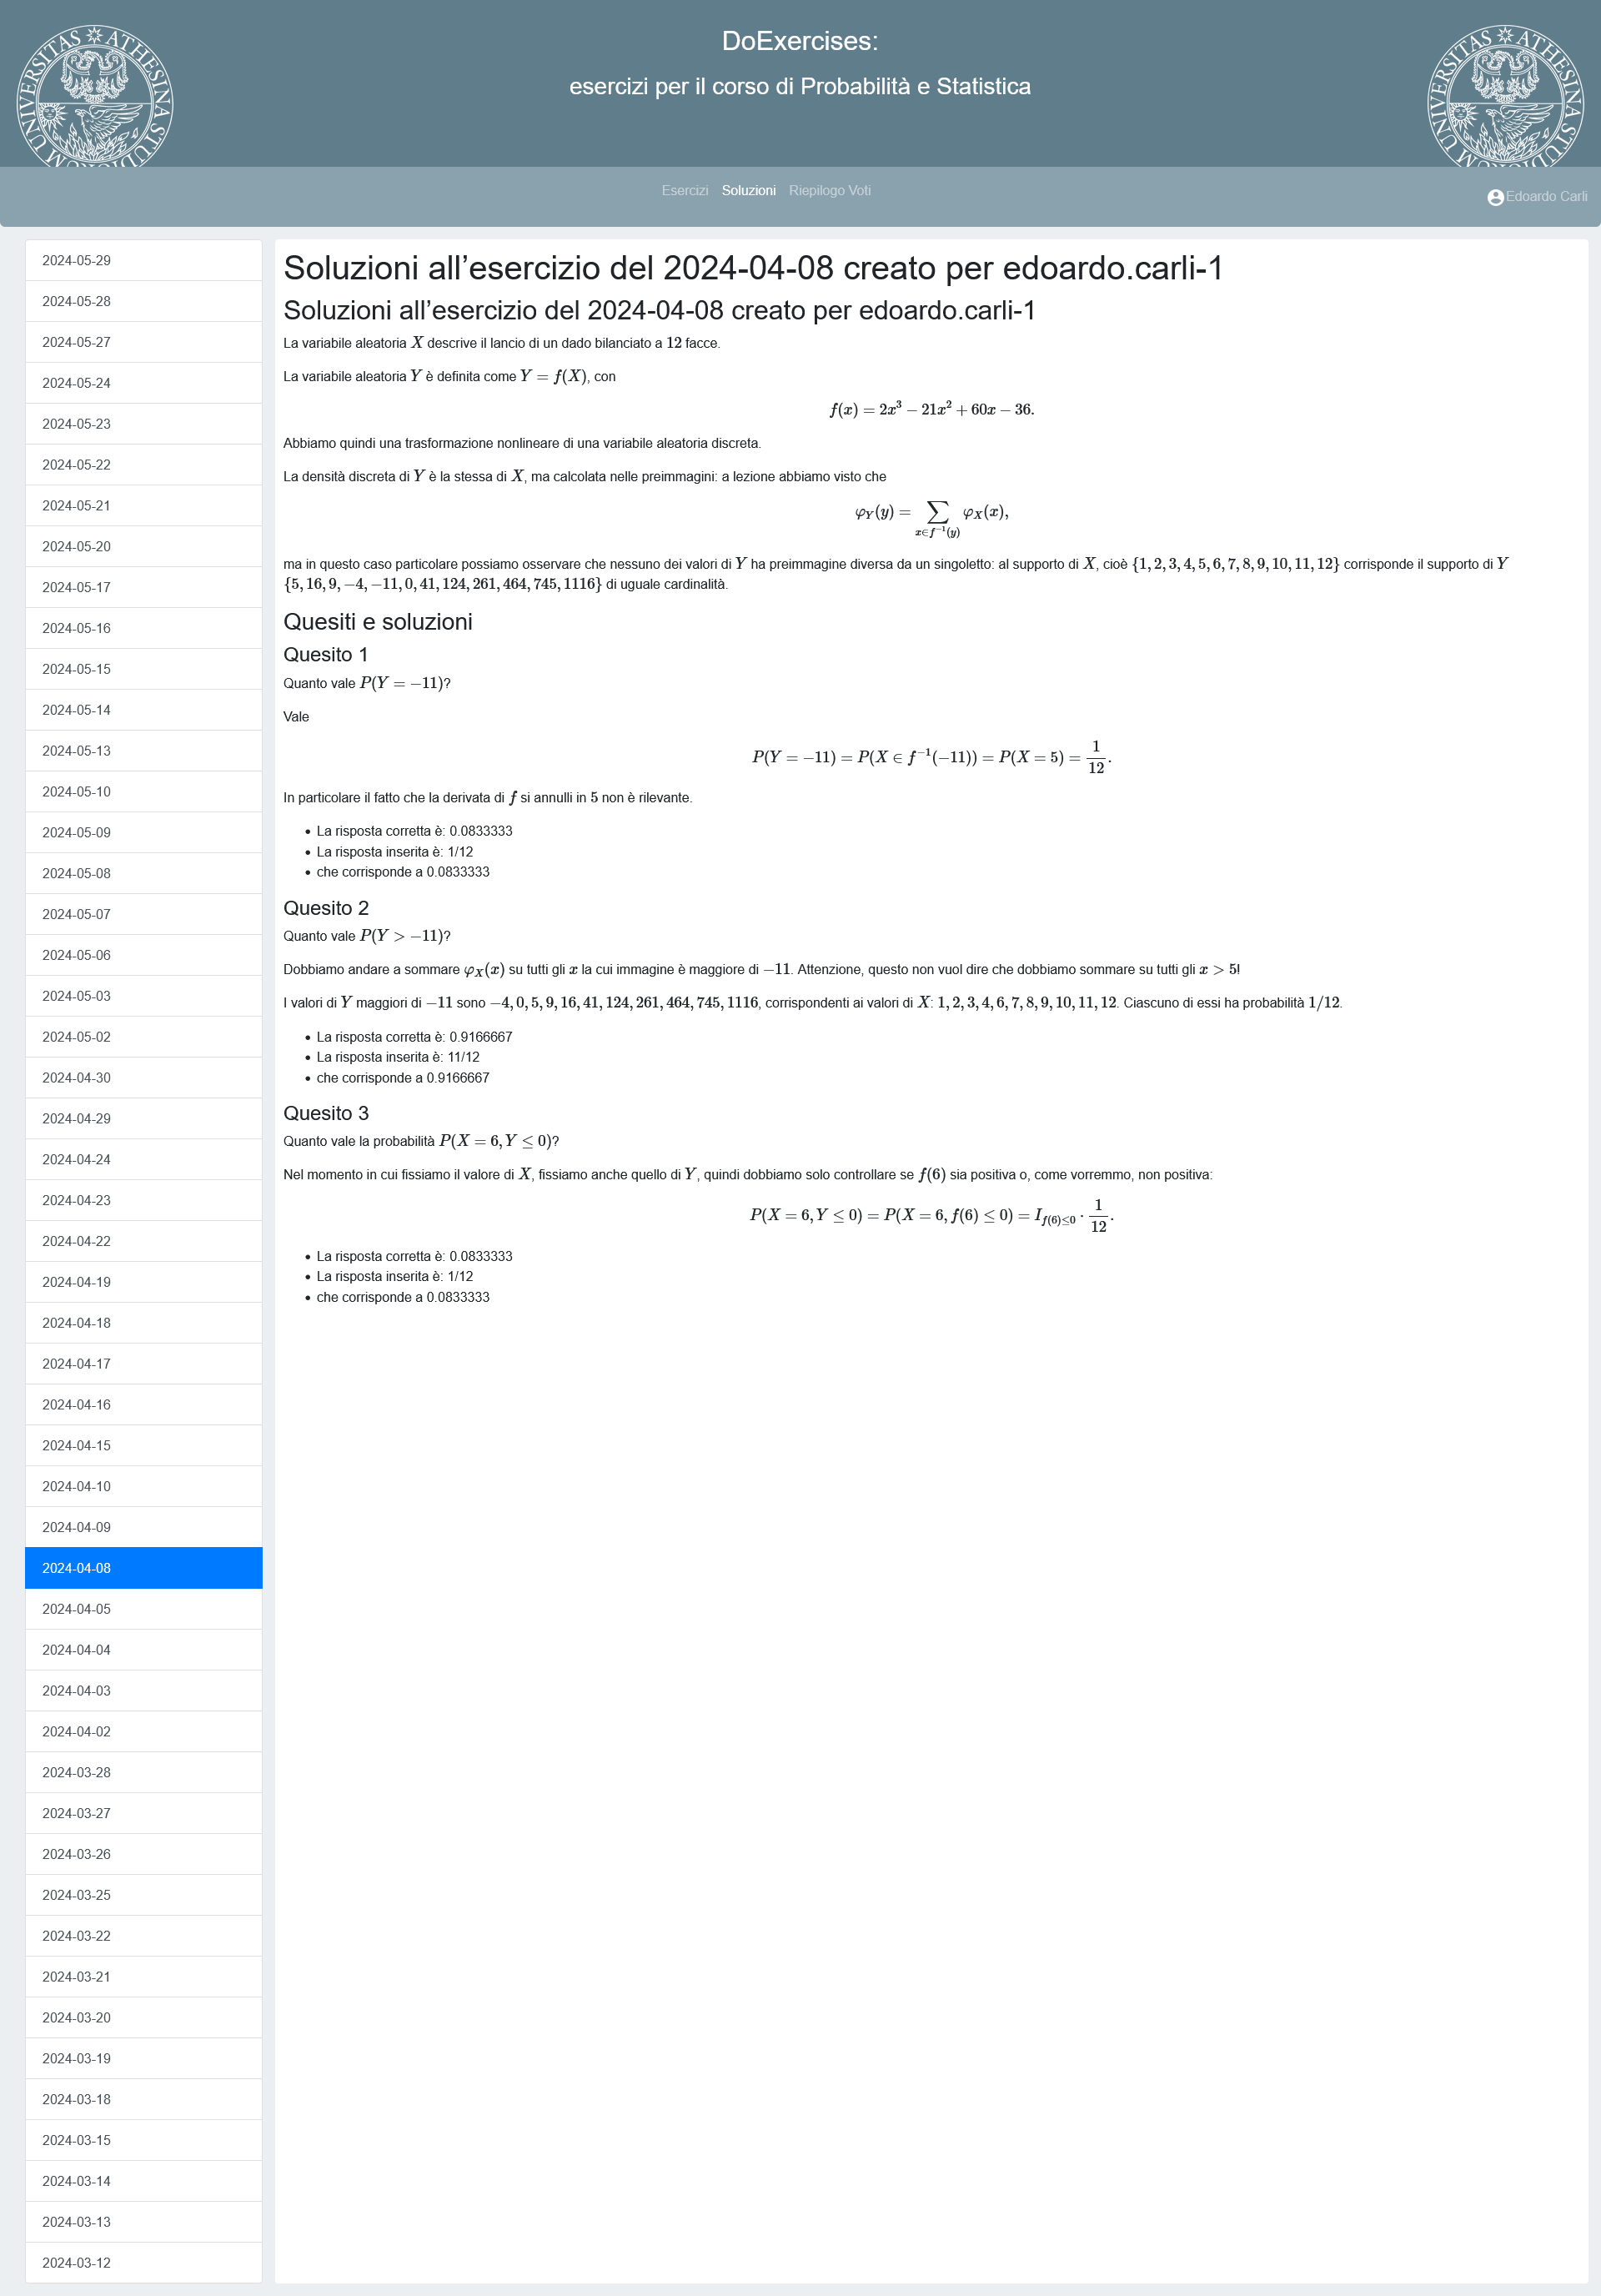 UNIVERSITAS ATHESINA STUDIORUM
DoExercises:
esercizi per il corso di Probabilità e Statistica
UNIVERSITAS ATHESINA STUDIORUM
Esercizi Soluzioni Riepilogo Voti
Edoardo Carli
2024-05-29
2024-05-28
2024-05-27
2024-05-24
2024-05-23
2024-05-22
2024-05-21
2024-05-20
2024-05-17
2024-05-16
2024-05-15
2024-05-14
2024-05-13
2024-05-10
2024-05-09
2024-05-08
2024-05-07
2024-05-06
2024-05-03
2024-05-02
2024-04-30
2024-04-29
2024-04-24
2024-04-23
2024-04-22
2024-04-19
2024-04-18
2024-04-17
2024-04-16
2024-04-15
2024-04-10
2024-04-09
2024-04-08
2024-04-05
2024-04-04
2024-04-03
2024-04-02
2024-03-28
2024-03-27
2024-03-26
2024-03-25
2024-03-22
2024-03-21
2024-03-20
2024-03-19
2024-03-18
2024-03-15
2024-03-14
2024-03-13
2024-03-12
Soluzioni all’esercizio del 2024-04-08 creato per edoardo.carli-1
Soluzioni all’esercizio del 2024-04-08 creato per edoardo.carli-1
La variabile aleatoria X descrive il lancio di un dado bilanciato a 12 facce.
La variabile aleatoria Y è definita come Y = f(X), con
f(x) = 2x³ − 21x² + 60x − 36.
Abbiamo quindi una trasformazione nonlineare di una variabile aleatoria discreta.
La densità discreta di Y è la stessa di X, ma calcolata nelle preimmagini: a lezione abbiamo visto che
φ_Y(y) = ∑_{x∈f⁻¹(y)} φ_X(x),
ma in questo caso particolare possiamo osservare che nessuno dei valori di Y ha preimmagine diversa da un singoletto: al supporto di X, cioè {1, 2, 3, 4, 5, 6, 7, 8, 9, 10, 11, 12} corrisponde il supporto di Y
{5, 16, 9, −4, −11, 0, 41, 124, 261, 464, 745, 1116} di uguale cardinalità.
Quesiti e soluzioni
Quesito 1
Quanto vale P(Y = −11)?
Vale
P(Y = −11) = P(X ∈ f⁻¹(−11)) = P(X = 5) = 1/12.
In particolare il fatto che la derivata di f si annulli in 5 non è rilevante.
• La risposta corretta è: 0.0833333
• La risposta inserita è: 1/12
• che corrisponde a 0.0833333
Quesito 2
Quanto vale P(Y > −11)?
Dobbiamo andare a sommare φ_X(x) su tutti gli x la cui immagine è maggiore di −11. Attenzione, questo non vuol dire che dobbiamo sommare su tutti gli x > 5!
I valori di Y maggiori di −11 sono −4, 0, 5, 9, 16, 41, 124, 261, 464, 745, 1116, corrispondenti ai valori di X: 1, 2, 3, 4, 6, 7, 8, 9, 10, 11, 12. Ciascuno di essi ha probabilità 1/12.
• La risposta corretta è: 0.9166667
• La risposta inserita è: 11/12
• che corrisponde a 0.9166667
Quesito 3
Quanto vale la probabilità P(X = 6, Y ≤ 0)?
Nel momento in cui fissiamo il valore di X, fissiamo anche quello di Y, quindi dobbiamo solo controllare se f(6) sia positiva o, come vorremmo, non positiva:
P(X = 6, Y ≤ 0) = P(X = 6, f(6) ≤ 0) = I_{f(6)≤0} · 1/12.
• La risposta corretta è: 0.0833333
• La risposta inserita è: 1/12
• che corrisponde a 0.0833333